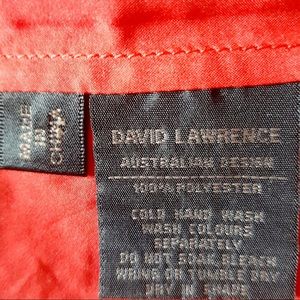 MADE
IN
CHINA
DAVID LAWRENCE
AUSTRALIAN DESIGN
100% POLYESTER
COLD HAND WASH
WASH COLOURS
SEPARATELY
DO NOT SOAK, BLEACH
WRING OR TUMBLE DRY
DRY IN SHADE